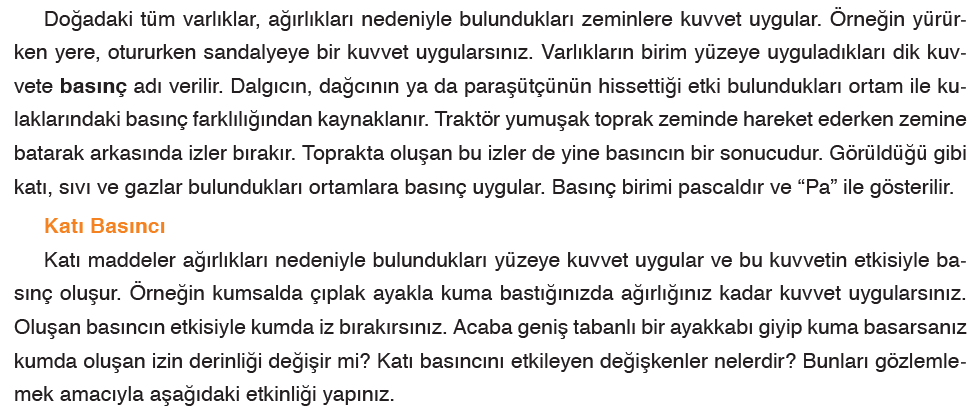 Doğadaki tüm varlıklar, ağırlıkları nedeniyle bulundukları zeminlere kuvvet uygular. Örneğin yürür-
ken yere, otururken sandalyeye bir kuvvet uygularsınız. Varlıkların birim yüzeye uyguladıkları dik kuv-
vete basınç adı verilir. Dalgıcın, dağcının ya da paraşütçünün hissettiği etki bulundukları ortam ile ku-
laklarındaki basınç farklılığından kaynaklanır. Traktör yumuşak toprak zeminde hareket ederken zemine
batarak arkasında izler bırakır. Toprakta oluşan bu izler de yine basıncın bir sonucudur. Görüldüğü gibi
katı, sıvı ve gazlar bulundukları ortamlara basınç uygular. Basınç birimi pascaldır ve “Pa” ile gösterilir.
Katı Basıncı
Katı maddeler ağırlıkları nedeniyle bulundukları yüzeye kuvvet uygular ve bu kuvvetin etkisiyle ba-
sınç oluşur. Örneğin kumsalda çıplak ayakla kuma bastığınızda ağırlığınız kadar kuvvet uygularsınız.
Oluşan basıncın etkisiyle kumda iz bırakırsınız. Acaba geniş tabanlı bir ayakkabı giyip kuma basarsanız
kumda oluşan izin derinliği değişir mi? Katı basıncını etkileyen değişkenler nelerdir? Bunları gözlemle-
mek amacıyla aşağıdaki etkinliği yapınız.